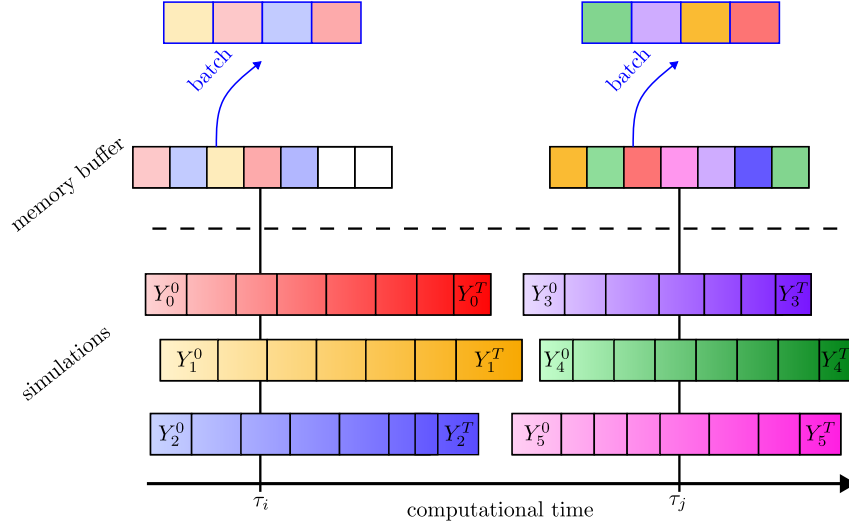 batch
batch
memory buffer
simulations
Y_0^0 Y_0^T Y_3^0 Y_3^T
Y_1^0 Y_1^T Y_4^0 Y_4^T
Y_2^0 Y_2^T Y_5^0 Y_5^T
τ_i τ_j
computational time